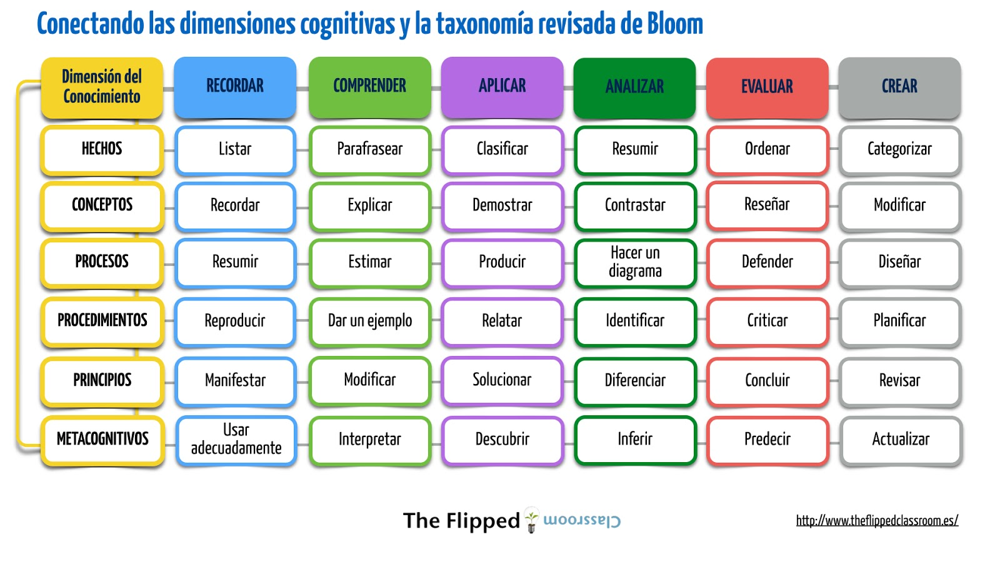 Conectando las dimensiones cognitivas y la taxonomía revisada de Bloom
Dimensión del
Conocimiento
RECORDAR
COMPRENDER
APLICAR
ANALIZAR
EVALUAR
CREAR
HECHOS
Listar
Parafrasear
Clasificar
Resumir
Ordenar
Categorizar
CONCEPTOS
Recordar
Explicar
Demostrar
Contrastar
Reseñar
Modificar
PROCESOS
Resumir
Estimar
Producir
Hacer un
diagrama
Defender
Diseñar
PROCEDIMIENTOS
Reproducir
Dar un ejemplo
Relatar
Identificar
Criticar
Planificar
PRINCIPIOS
Manifestar
Modificar
Solucionar
Diferenciar
Concluir
Revisar
METACOGNITIVOS
Usar
adecuadamente
Interpretar
Descubrir
Inferir
Predecir
Actualizar
The Flipped Classroom
http://www.theflippedclassroom.es/